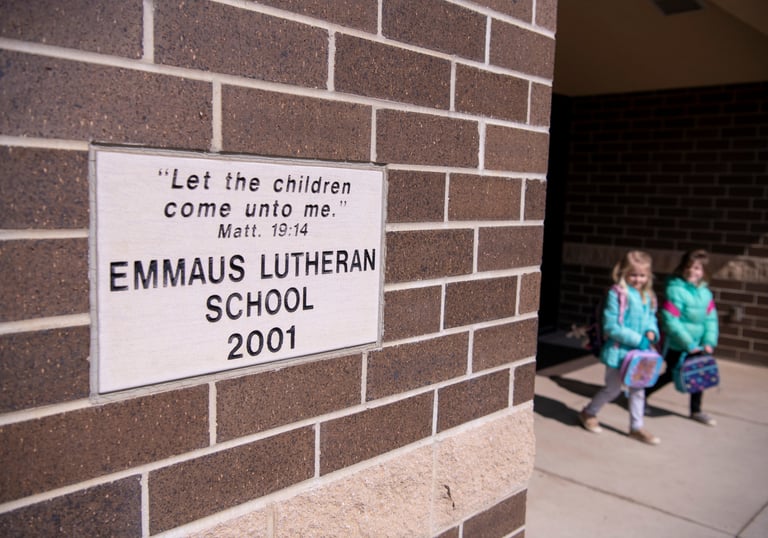 "Let the children
come unto me."
Matt. 19:14
EMMAUS LUTHERAN
SCHOOL
2001